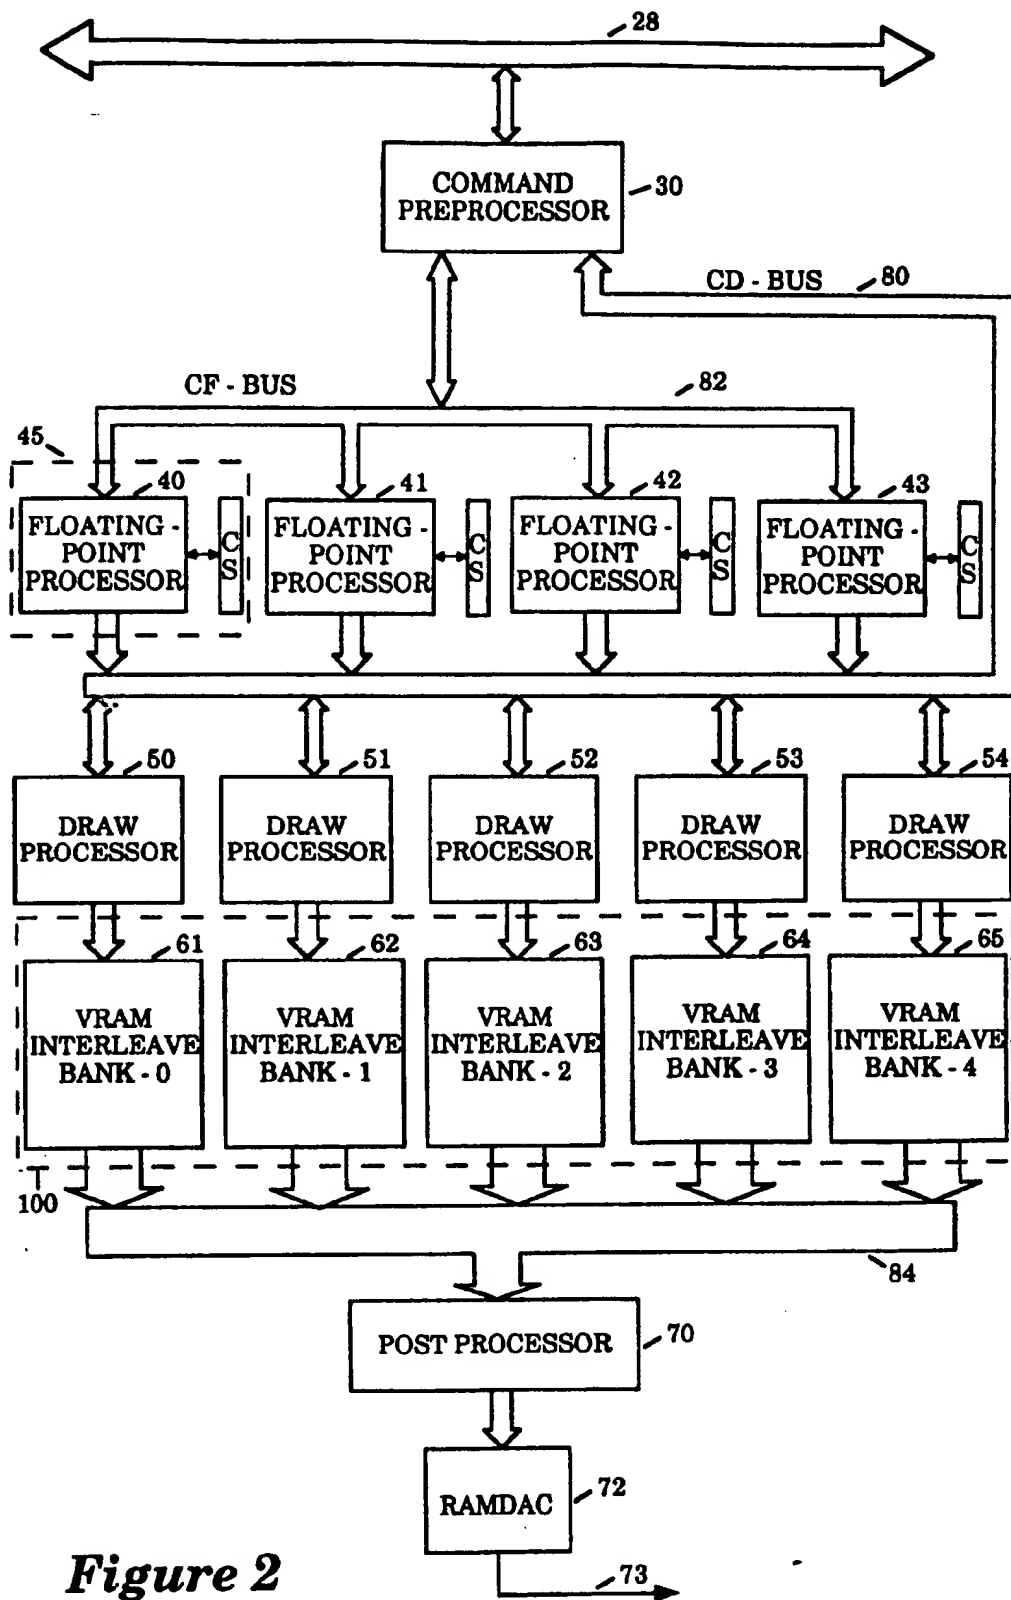 28
COMMAND
PREPROCESSOR
30
CD - BUS
80
CF - BUS
82
45
40
41
42
43
FLOATING -
POINT
PROCESSOR
CS
FLOATING -
POINT
PROCESSOR
CS
FLOATING -
POINT
PROCESSOR
CS
FLOATING -
POINT
PROCESSOR
CS
50
51
52
53
54
DRAW
PROCESSOR
DRAW
PROCESSOR
DRAW
PROCESSOR
DRAW
PROCESSOR
DRAW
PROCESSOR
61
62
63
64
65
VRAM
INTERLEAVE
BANK - 0
VRAM
INTERLEAVE
BANK - 1
VRAM
INTERLEAVE
BANK - 2
VRAM
INTERLEAVE
BANK - 3
VRAM
INTERLEAVE
BANK - 4
100
84
POST PROCESSOR
70
RAMDAC
72
73
Figure 2